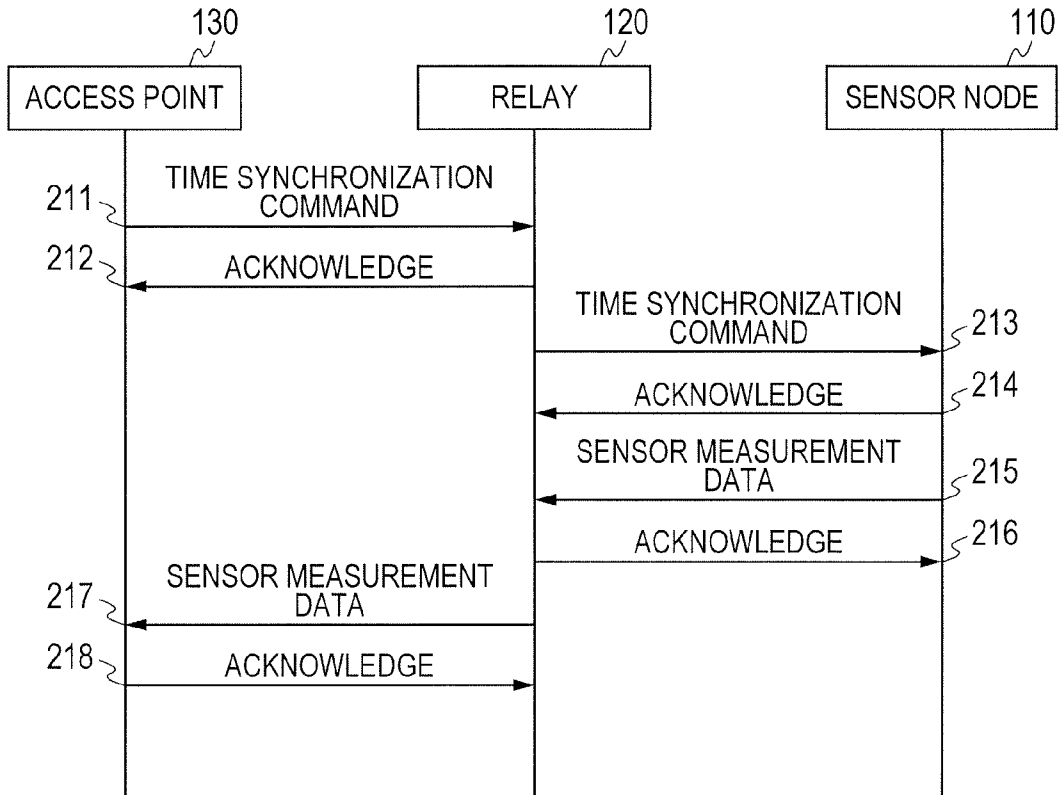 130
120
110
ACCESS POINT
RELAY
SENSOR NODE
TIME SYNCHRONIZATION
COMMAND
211
212
ACKNOWLEDGE
TIME SYNCHRONIZATION
COMMAND
213
ACKNOWLEDGE
214
SENSOR MEASUREMENT
DATA
215
ACKNOWLEDGE
216
SENSOR MEASUREMENT
DATA
217
218
ACKNOWLEDGE